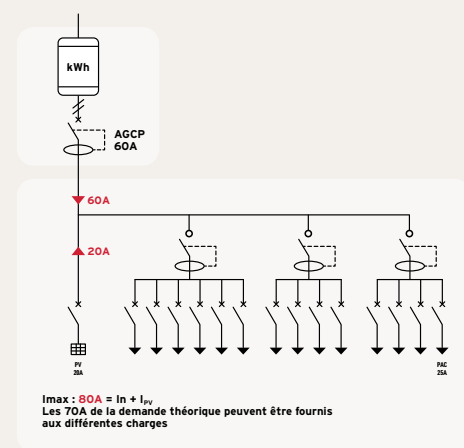 kWh
AGCP
60A
60A
20A
PV
20A
PAC
25A
Imax : 80A = In + IPV
Les 70A de la demande théorique peuvent être fournis
aux différentes charges